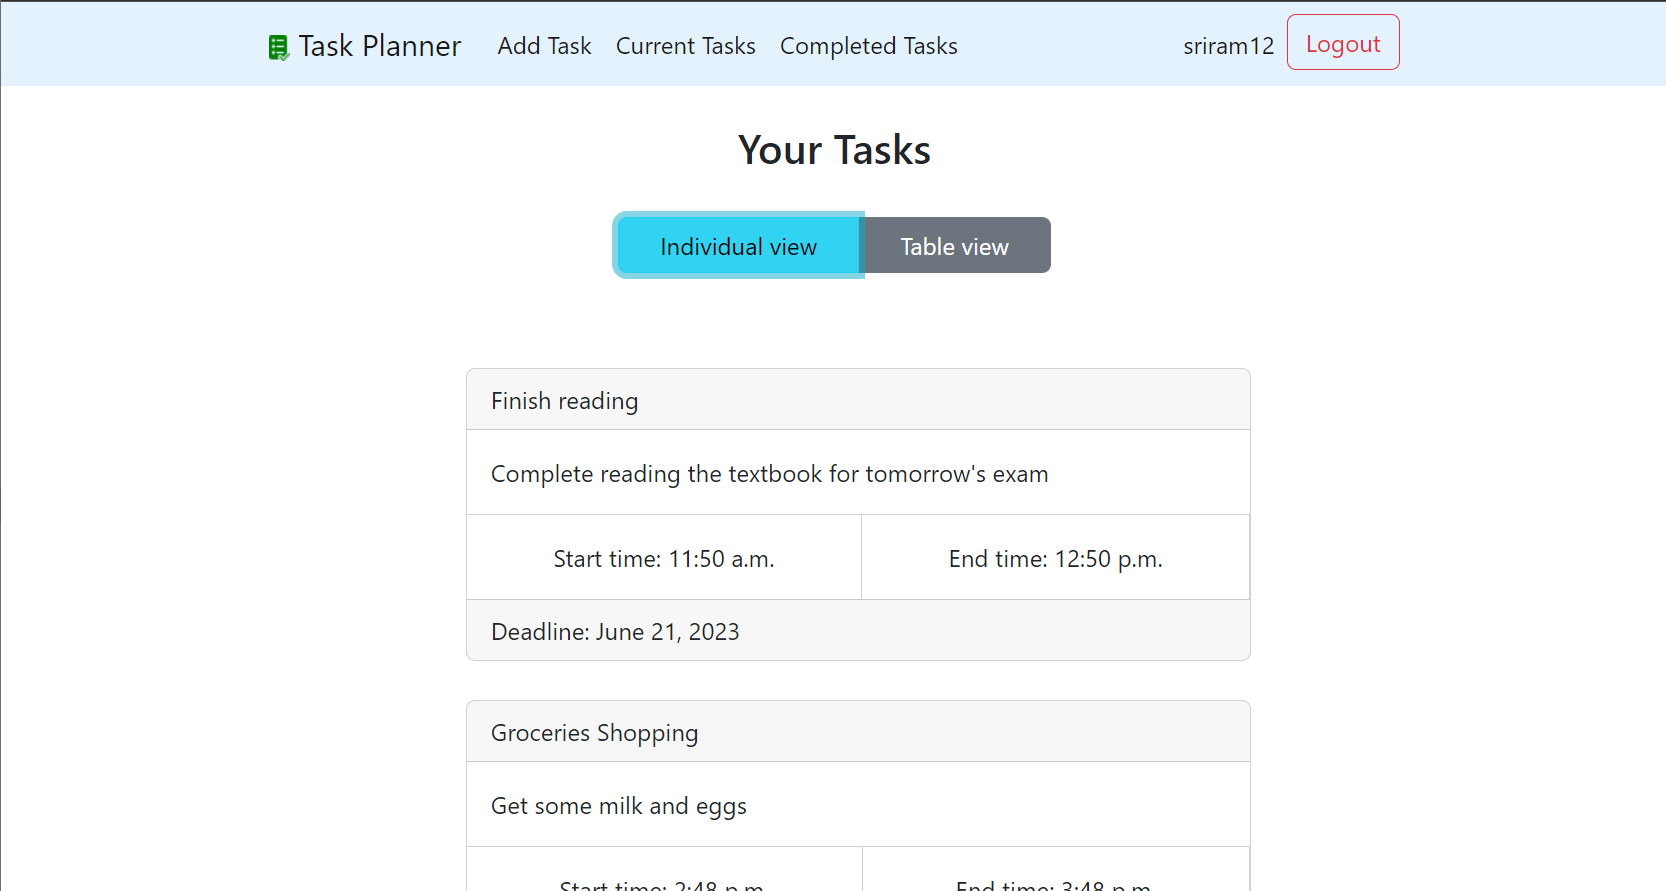 Task Planner Add Task Current Tasks Completed Tasks sriram12 Logout
Your Tasks
Individual view Table view
Finish reading
Complete reading the textbook for tomorrow's exam
Start time: 11:50 a.m. End time: 12:50 p.m.
Deadline: June 21, 2023
Groceries Shopping
Get some milk and eggs
Start time: 2:48 p.m. End time: 3:48 p.m.